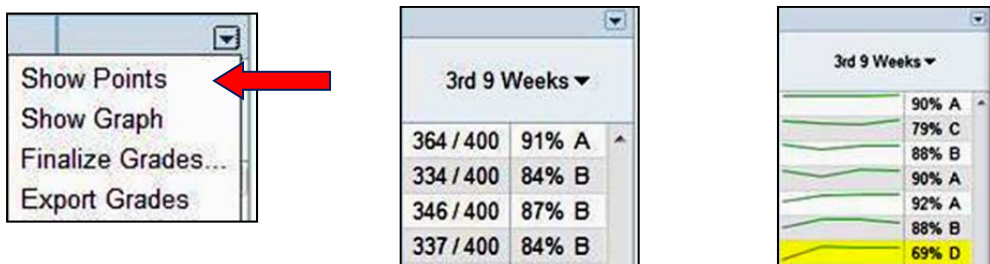 Show Points
Show Graph
Finalize Grades...
Export Grades
3rd 9 Weeks
364 / 400 91% A
334 / 400 84% B
346 / 400 87% B
337 / 400 84% B
3rd 9 Weeks
90% A
79% C
88% B
90% A
92% A
88% B
69% D